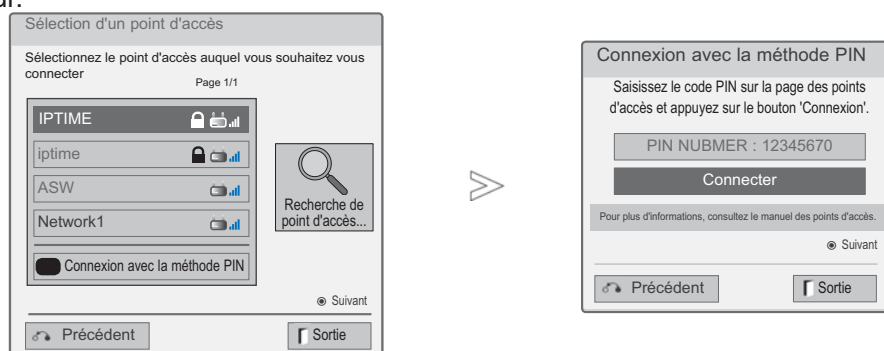 Sélection d'un point d'accès
Sélectionnez le point d'accès auquel vous souhaitez vous
connecter
Page 1/1
IPTIME
iptime
ASW
Network1
Connexion avec la méthode PIN
Recherche de
point d'accès...
Suivant
Précédent
Sortie
Connexion avec la méthode PIN
Saisissez le code PIN sur la page des points
d'accès et appuyez sur le bouton 'Connexion'.
PIN NUBMER : 12345670
Connecter
Pour plus d'informations, consultez le manuel des points d'accès.
Suivant
Précédent
Sortie